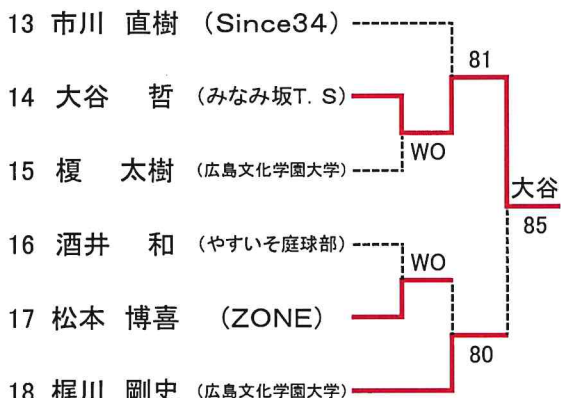 13 市川 直樹 (Since34)
81
14 大谷 哲 (みなみ坂T. S)
WO
15 榎 太樹 (広島文化学園大学)
大谷
85
16 酒井 和 (やすいそ庭球部)
WO
17 松本 博喜 (ZONE)
80
18 梶川 剛史 (広島文化学園大学)